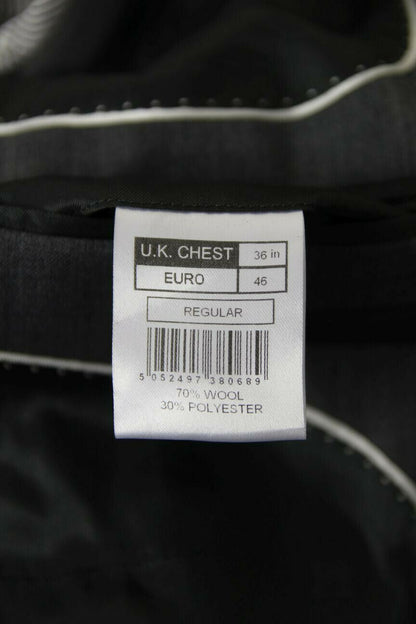 U.K. CHEST 36 in
EURO 46
REGULAR
5 052497 380689
70% WOOL
30% POLYESTER